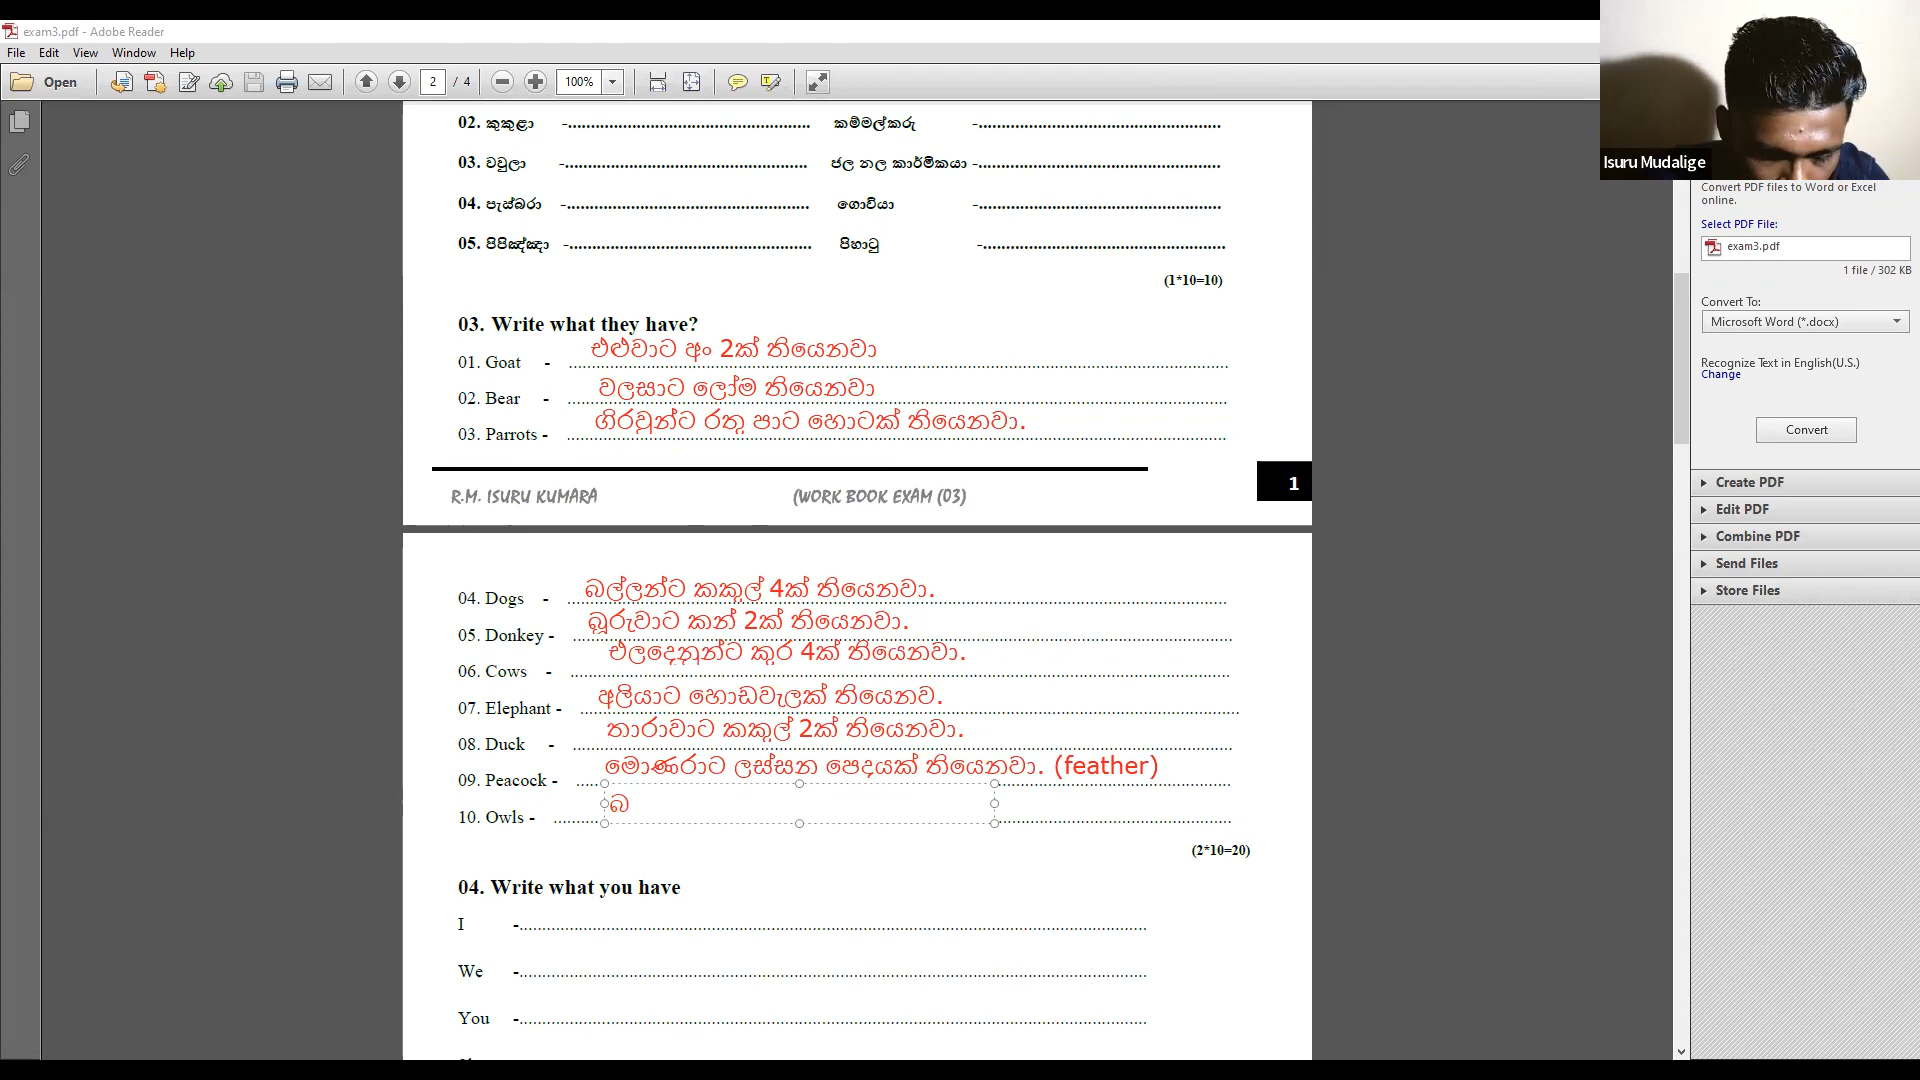 exam3.pdf - Adobe Reader
File Edit View Window Help
Open 2 / 4 100%
Isuru Mudalige
Convert PDF files to Word or Excel
online.
Select PDF File:
exam3.pdf
1 file / 302 KB
Convert To:
Microsoft Word (*.docx)
Recognize Text in English(U.S.)
Change
Convert
Create PDF
Edit PDF
Combine PDF
Send Files
Store Files
02. කුකුළා -.................................................... කම්මල්කරු -....................................................
03. වවුලා -.................................................... ජල නල කාර්මිකයා -....................................................
04. පැස්බරා -.................................................... ගොවියා -....................................................
05. පිපිඤ්ඤා -.................................................... පිහාටු -....................................................
(1*10=10)
03. Write what they have?
01. Goat - එළුවාට අං 2ක් තියෙනවා
02. Bear - වලසාට ලෝම තියෙනවා
03. Parrots - ගිරවුන්ට රතු පාට හොටක් තියෙනවා.
R.M. ISURU KUMARA (WORK BOOK EXAM (03)
1
04. Dogs - බල්ලන්ට කකුල් 4ක් තියෙනවා.
05. Donkey - බූරුවාට කන් 2ක් තියෙනවා.
06. Cows - එලදෙනුන්ට කුර 4ක් තියෙනවා.
07. Elephant - අලියාට හොඩවැලක් තියෙනව.
08. Duck - තාරාවාට කකුල් 2ක් තියෙනවා.
09. Peacock - මොණරාට ලස්සන පෙදයක් තියෙනවා. (feather)
10. Owls - බ
(2*10=20)
04. Write what you have
I -....................................................
We -....................................................
You -....................................................